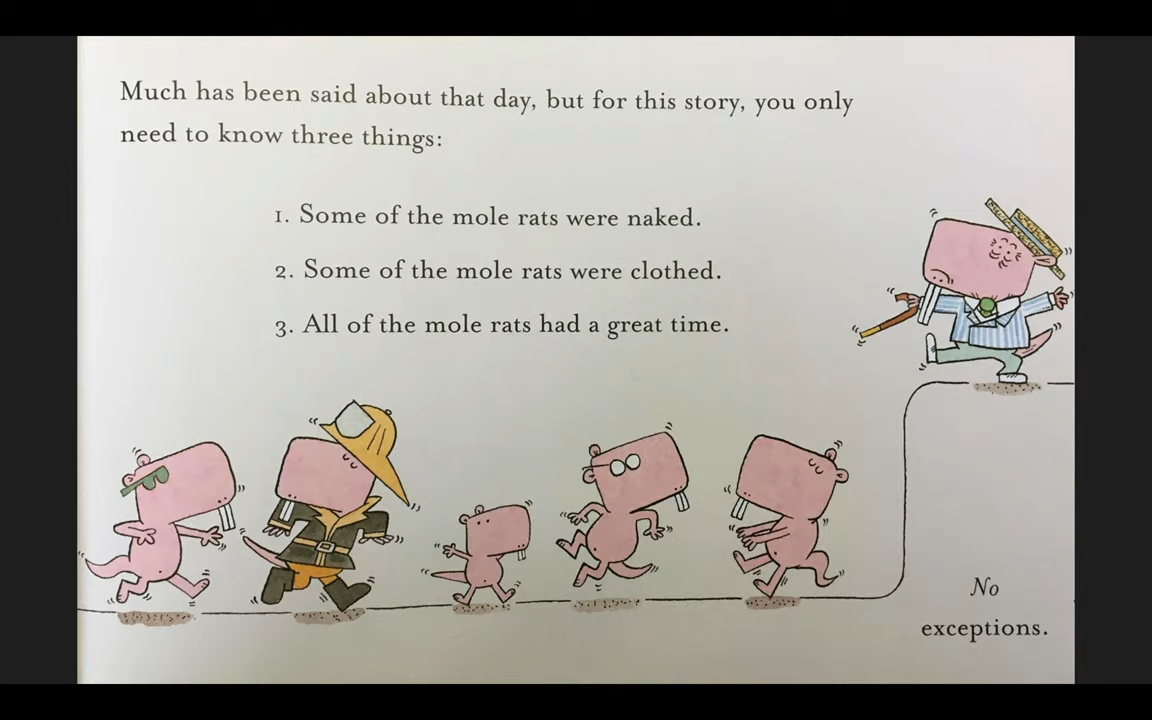 Much has been said about that day, but for this story, you only
need to know three things:
1. Some of the mole rats were naked.
2. Some of the mole rats were clothed.
3. All of the mole rats had a great time.
No
exceptions.